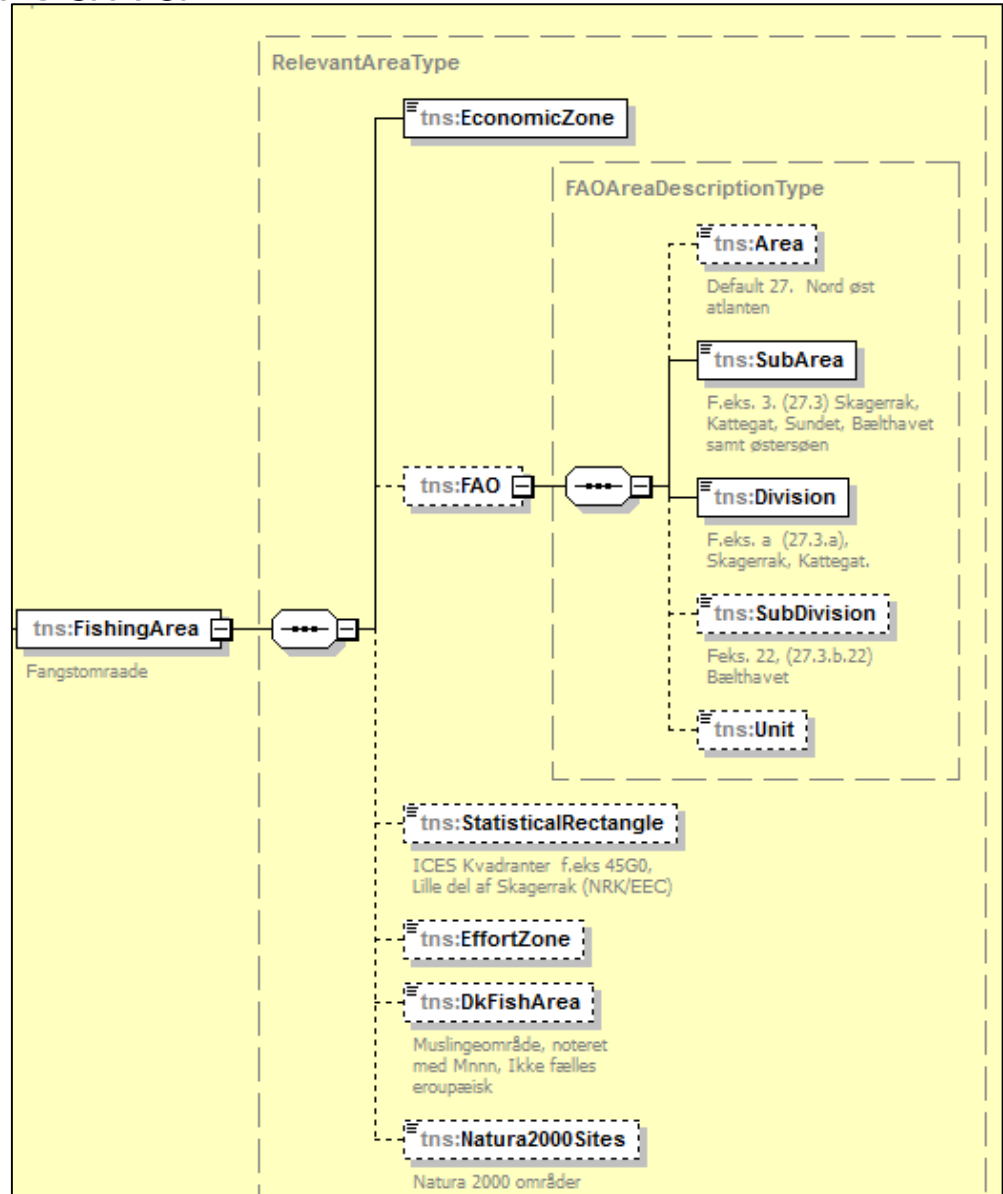 RelevantAreaType
tns:EconomicZone
FAOAreaDescriptionType
tns:Area
Default 27. Nord øst
atlanten
tns:SubArea
F.eks. 3. (27.3) Skagerrak,
Kattegat, Sundet, Bælthavet
samt østersøen
tns:FAO
tns:Division
F.eks. a (27.3.a),
Skagerrak, Kattegat.
tns:SubDivision
Feks. 22, (27.3.b.22)
Bælthavet
tns:Unit
tns:FishingArea
Fangstomraade
tns:StatisticalRectangle
ICES Kvadranter f.eks 45G0,
Lille del af Skagerrak (NRK/EEC)
tns:EffortZone
tns:DkFishArea
Muslingeområde, noteret
med Mnnn, Ikke fælles
eroupæisk
tns:Natura2000Sites
Natura 2000 områder